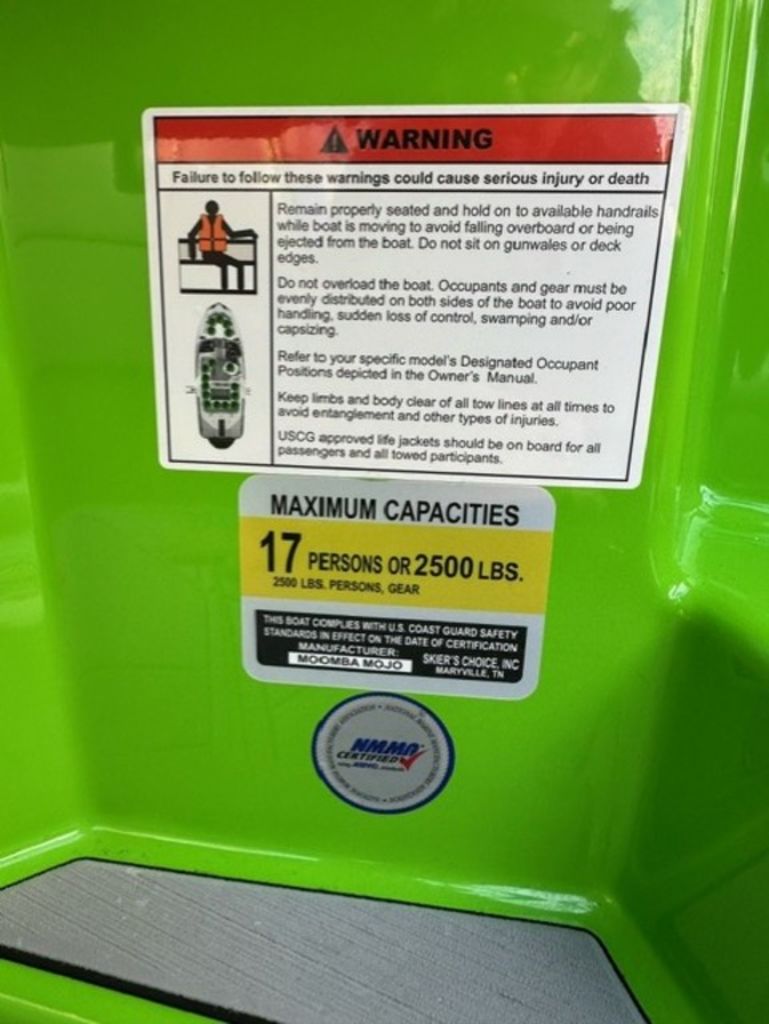 WARNING
Failure to follow these warnings could cause serious injury or death
Remain properly seated and hold on to available handrails
while boat is moving to avoid falling overboard or being
ejected from the boat. Do not sit on gunwales or deck
edges.
Do not overload the boat. Occupants and gear must be
evenly distributed on both sides of the boat to avoid poor
handling, sudden loss of control, swamping and/or
capsizing.
Refer to your specific model's Designated Occupant
Positions depicted in the Owner's Manual.
Keep limbs and body clear of all tow lines at all times to
avoid entanglement and other types of injuries.
USCG approved life jackets should be on board for all
passengers and all towed participants.
MAXIMUM CAPACITIES
17 PERSONS OR 2500 LBS.
2500 LBS. PERSONS, GEAR
THIS BOAT COMPLIES WITH U.S. COAST GUARD SAFETY
STANDARDS IN EFFECT ON THE DATE OF CERTIFICATION
MANUFACTURER:
MOOMBA MOJO SKIER'S CHOICE, INC
MARYVILLE, TN
NMMA
CERTIFIED